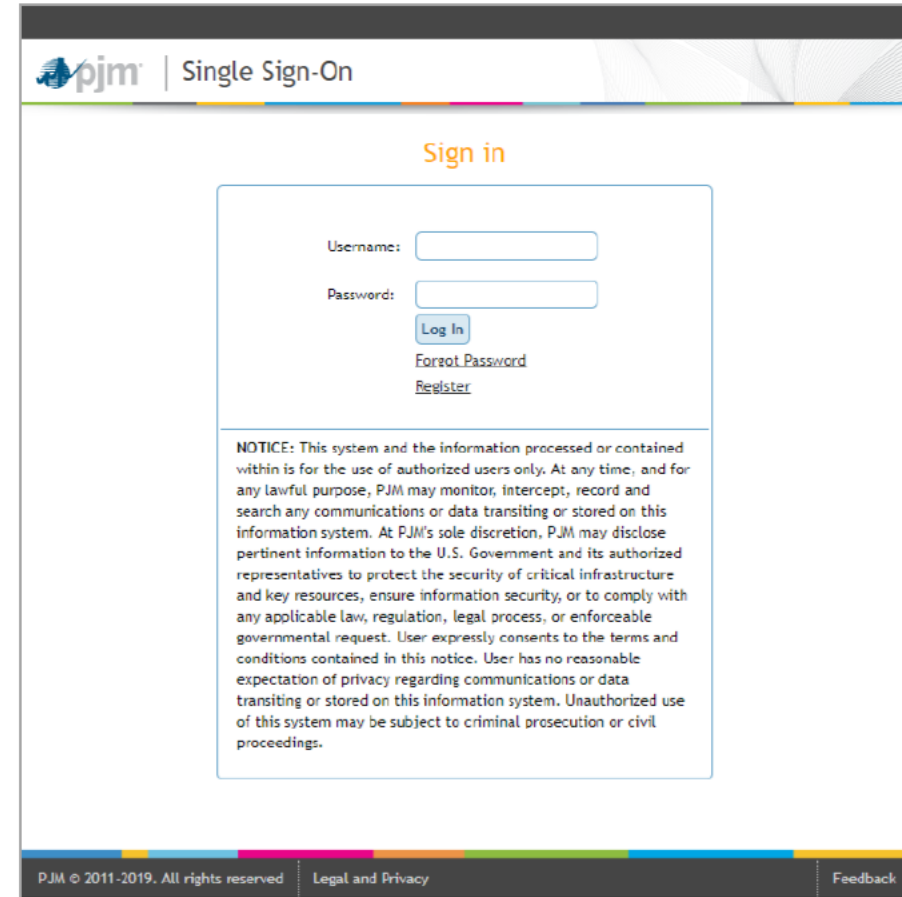 pjm | Single Sign-On
Sign in
Username:
Password:
Log In
Forgot Password
Register
NOTICE: This system and the information processed or contained
within is for the use of authorized users only. At any time, and for
any lawful purpose, PJM may monitor, intercept, record and
search any communications or data transiting or stored on this
information system. At PJM's sole discretion, PJM may disclose
pertinent information to the U.S. Government and its authorized
representatives to protect the security of critical infrastructure
and key resources, ensure information security, or to comply with
any applicable law, regulation, legal process, or enforceable
governmental request. User expressly consents to the terms and
conditions contained in this notice. User has no reasonable
expectation of privacy regarding communications or data
transiting or stored on this information system. Unauthorized use
of this system may be subject to criminal prosecution or civil
proceedings.
PJM © 2011-2019. All rights reserved Legal and Privacy Feedback